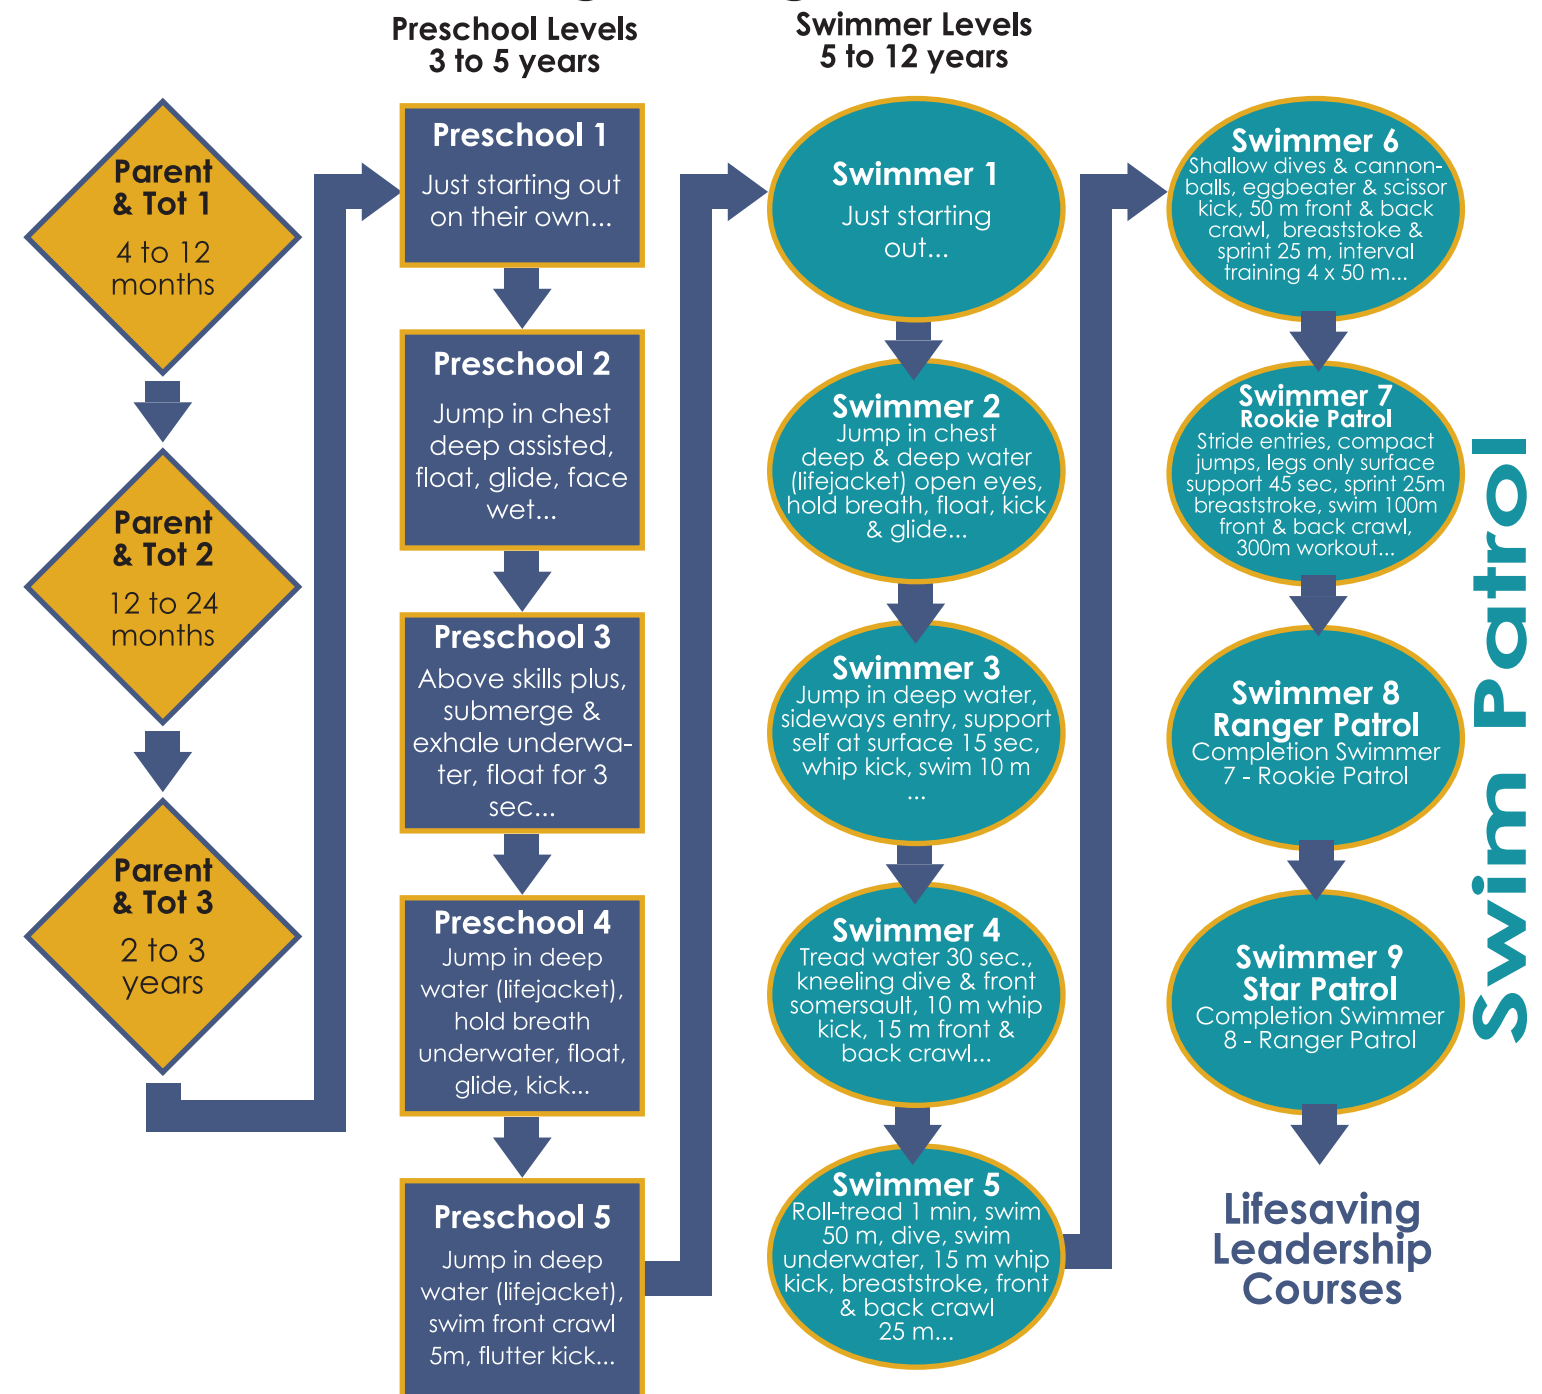 Preschool Levels
3 to 5 years
Swimmer Levels
5 to 12 years
Parent
& Tot 1
4 to 12
months
Parent
& Tot 2
12 to 24
months
Parent
& Tot 3
2 to 3
years
Preschool 1
Just starting out
on their own...
Preschool 2
Jump in chest
deep assisted,
float, glide, face
wet...
Preschool 3
Above skills plus,
submerge &
exhale underwa-
ter, float for 3
sec...
Preschool 4
Jump in deep
water (lifejacket),
hold breath
underwater, float,
glide, kick...
Preschool 5
Jump in deep
water (lifejacket),
swim front crawl
5m, flutter kick...
Swimmer 1
Just starting
out...
Swimmer 2
Jump in chest
deep & deep water
(lifejacket) open eyes,
hold breath, float, kick
& glide...
Swimmer 3
Jump in deep water,
sideways entry, support
self at surface 15 sec,
whip kick, swim 10 m
...
Swimmer 4
Tread water 30 sec.,
kneeling dive & front
somersault, 10 m whip
kick, 15 m front &
back crawl...
Swimmer 5
Roll-tread 1 min, swim
50 m, dive, swim
underwater, 15 m whip
kick, breaststroke, front
& back crawl
25 m...
Swimmer 6
Shallow dives & cannon-
balls, eggbeater & scissor
kick, 50 m front & back
crawl, breaststoke &
sprint 25 m, interval
training 4 x 50 m...
Swimmer 7
Rookie Patrol
Stride entries, compact
jumps, legs only surface
support 45 sec, sprint 25m
breaststroke, swim 100m
front & back crawl,
300m workout...
Swimmer 8
Ranger Patrol
Completion Swimmer
7 - Rookie Patrol
Swimmer 9
Star Patrol
Completion Swimmer
8 - Ranger Patrol
Lifesaving
Leadership
Courses
Swim Patrol